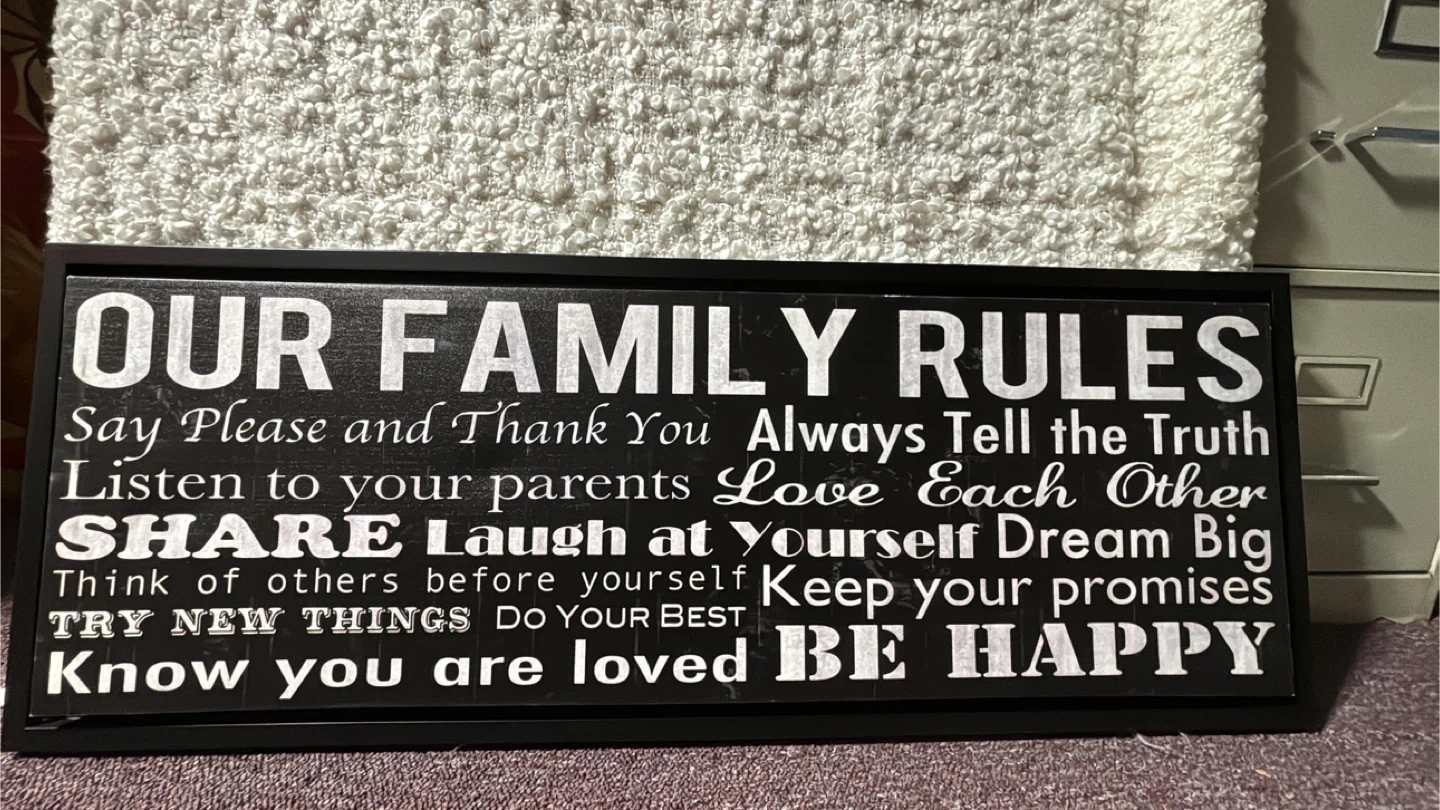 OUR FAMILY RULES
Say Please and Thank You Always Tell the Truth
Listen to your parents Love Each Other
SHARE Laugh at Yourself Dream Big
Think of others before yourself Keep your promises
TRY NEW THINGS DO YOUR BEST
Know you are loved BE HAPPY